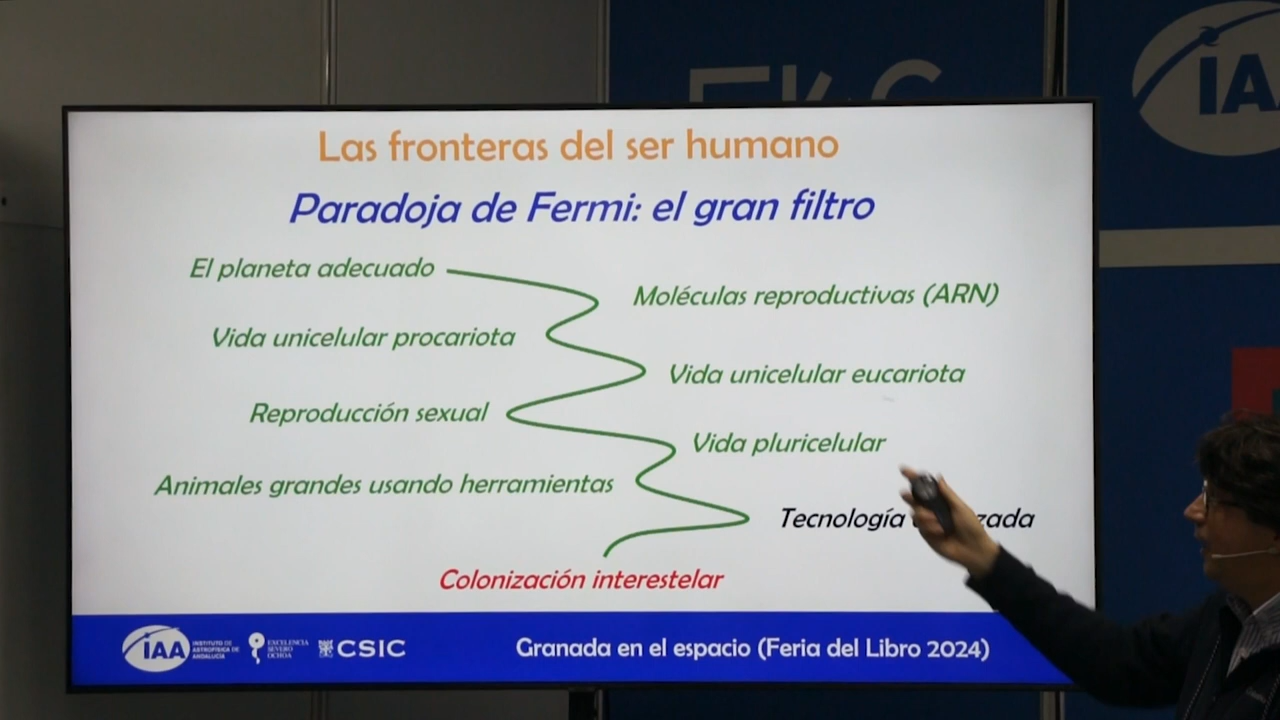 IAA
Las fronteras del ser humano
Paradoja de Fermi: el gran filtro
El planeta adecuado
Moléculas reproductivas (ARN)
Vida unicelular procariota
Vida unicelular eucariota
Reproducción sexual
Vida pluricelular
Animales grandes usando herramientas
Tecnología
zada
Colonización interestelar
IAA
INSTITUTO DE
ASTROFÍSICA DE
ANDALUCÍA
EXCELENCIA
SEVERO
OCHOA
CSIC
Granada en el espacio (Feria del Libro 2024)